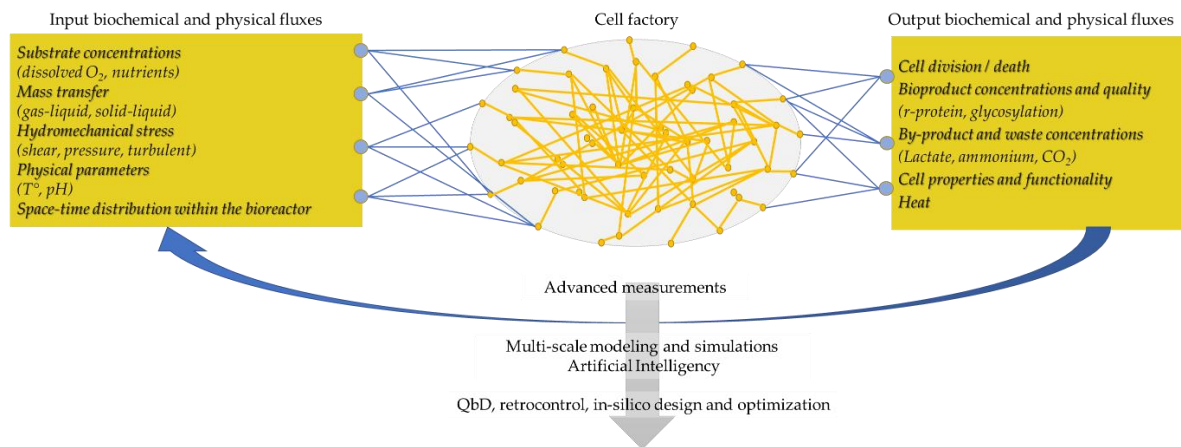 Input biochemical and physical fluxes
Cell factory
Output biochemical and physical fluxes
Substrate concentrations
(dissolved O2, nutrients)
Mass transfer
(gas-liquid, solid-liquid)
Hydromechanical stress
(shear, pressure, turbulent)
Physical parameters
(T°, pH)
Space-time distribution within the bioreactor
Cell division / death
Bioproduct concentrations and quality
(r-protein, glycosylation)
By-product and waste concentrations
(Lactate, ammonium, CO2)
Cell properties and functionality
Heat
Advanced measurements
Multi-scale modeling and simulations
Artificial Intelligency
QbD, retrocontrol, in-silico design and optimization